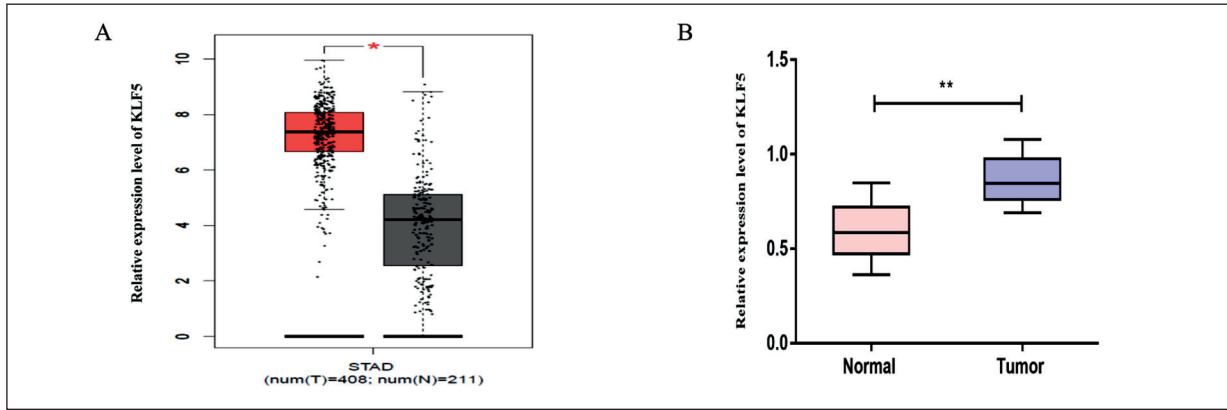 A
Relative expression level of KLF5
10
8
6
4
2
0
*
STAD
(num(T)=408; num(N)=211)
B
Relative expression level of KLF5
1.5
1.0
0.5
0.0
**
Normal
Tumor